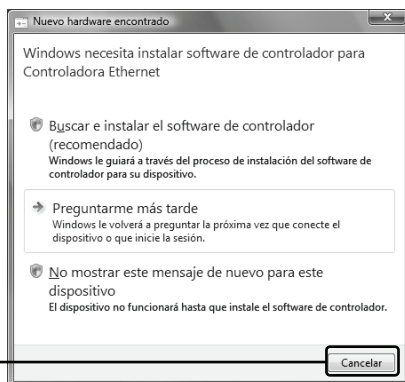 Nuevo hardware encontrado
Windows necesita instalar software de controlador para
Controladora Ethernet
Buscar e instalar el software de controlador
(recomendado)
Windows le guiará a través del proceso de instalación del software de
controlador para su dispositivo.
Preguntarme más tarde
Windows le volverá a preguntar la próxima vez que conecte el
dispositivo o que inicie la sesión.
No mostrar este mensaje de nuevo para este
dispositivo
El dispositivo no funcionará hasta que instale el software de controlador.
Cancelar